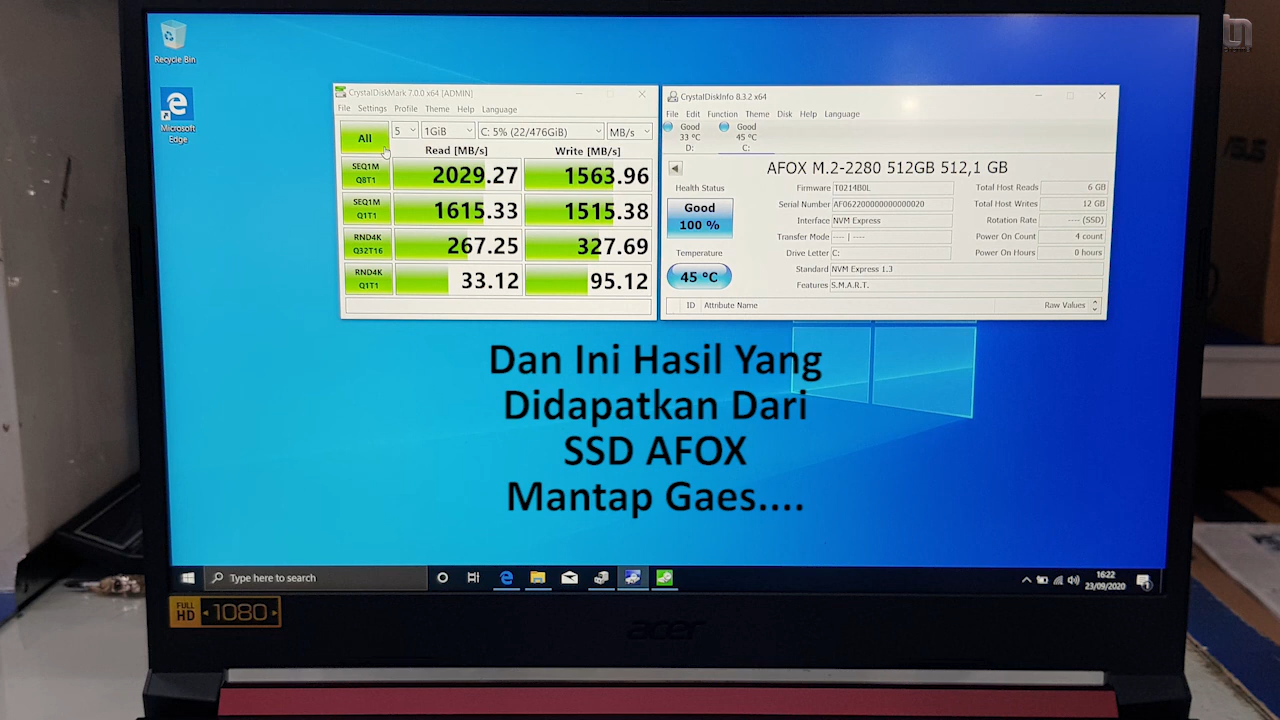 Recycle Bin
Microsoft
Edge
CrystalDiskMark 7.0.0 x64 [ADMIN]
File Settings Profile Theme Help Language
All 5 1GiB C: 5% (22/476GiB) MB/s
Read [MB/s] Write [MB/s]
SEQ1M
Q8T1
2029.27 1563.96
SEQ1M
Q1T1
1615.33 1515.38
RND4K
Q32T16
267.25 327.69
RND4K
Q1T1
33.12 95.12
CrystalDiskInfo 8.3.2 x64
File Edit Function Theme Disk Help Language
Good Good
33 °C 45 °C
D: C:
AFOX M.2-2280 512GB 512,1 GB
Health Status
Good
100 %
Temperature
45 °C
Firmware T0214B0L
Serial Number AF062200000000000020
Interface NVM Express
Transfer Mode ---- | ----
Drive Letter C:
Standard NVM Express 1.3
Features S.M.A.R.T.
Total Host Reads 6 GB
Total Host Writes 12 GB
Rotation Rate ---- (SSD)
Power On Count 4 count
Power On Hours 0 hours
ID Attribute Name Raw Values
Dan Ini Hasil Yang
Didapatkan Dari
SSD AFOX
Mantap Gaes....
Type here to search
16:22
23/09/2020
1
FULL
HD 1080
acer
ASUS